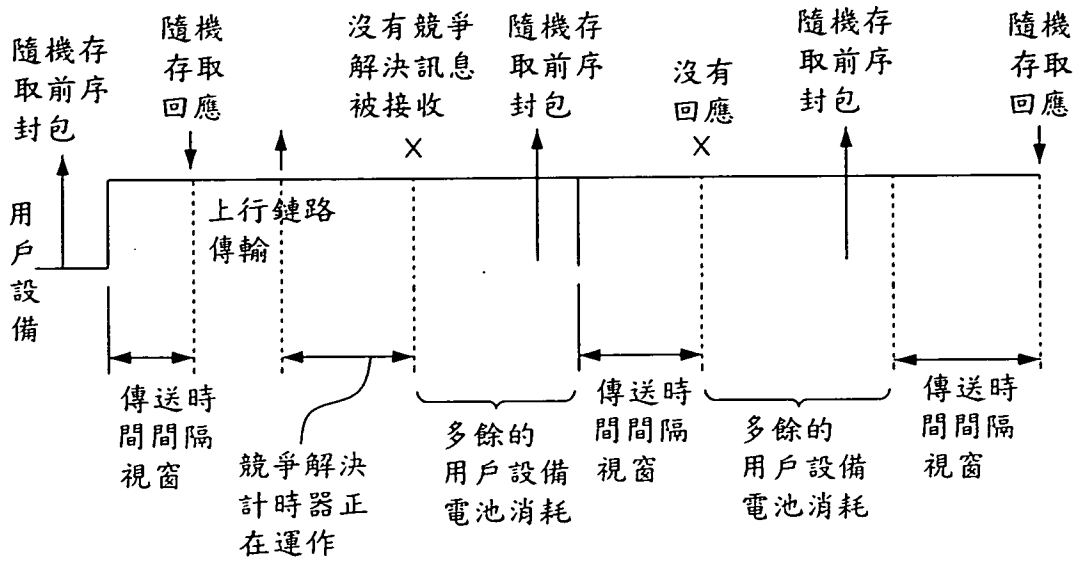 隨機存
取前序
封包
隨機
存取
回應
沒有競爭
解決訊息
被接收
隨機存
取前序
封包
沒有
回應
隨機存
取前序
封包
隨機
存取
回應
用
戶
設
備
上行鏈路
傳輸
傳送時
間間隔
視窗
競爭解決
計時器正
在運作
多餘的
用戶設備
電池消耗
傳送時
間間隔
視窗
多餘的
用戶設備
電池消耗
傳送時
間間隔
視窗